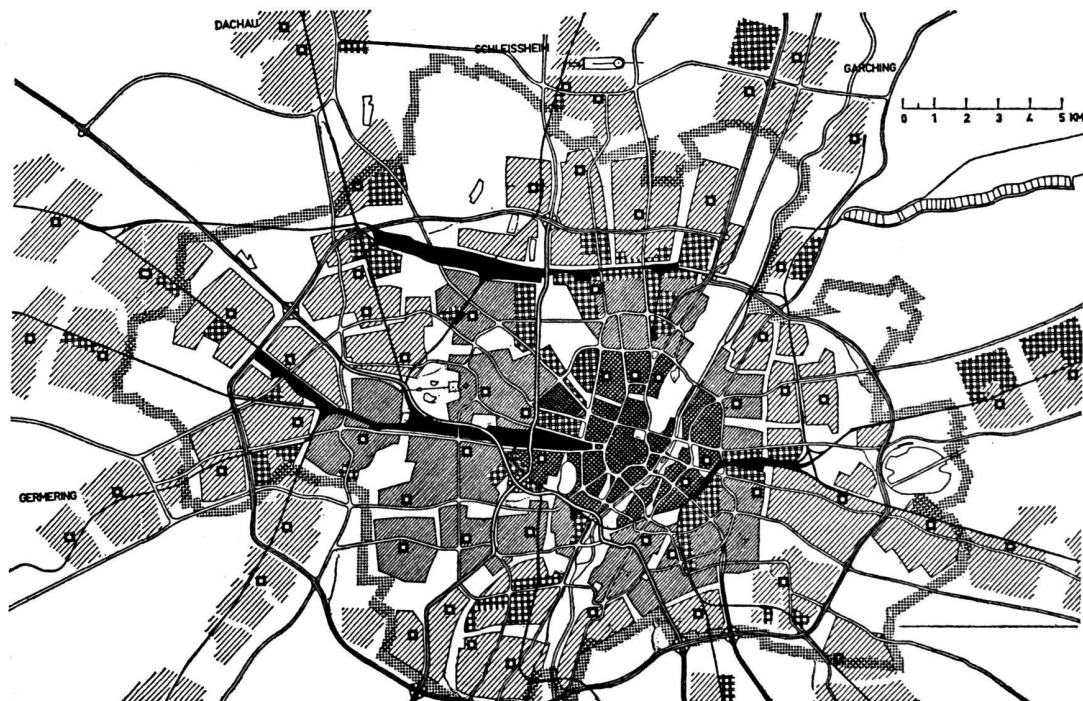 DACHAU
SCHLEISSHEIM
GARCHING
0 1 2 3 4 5 KM
GERMERING